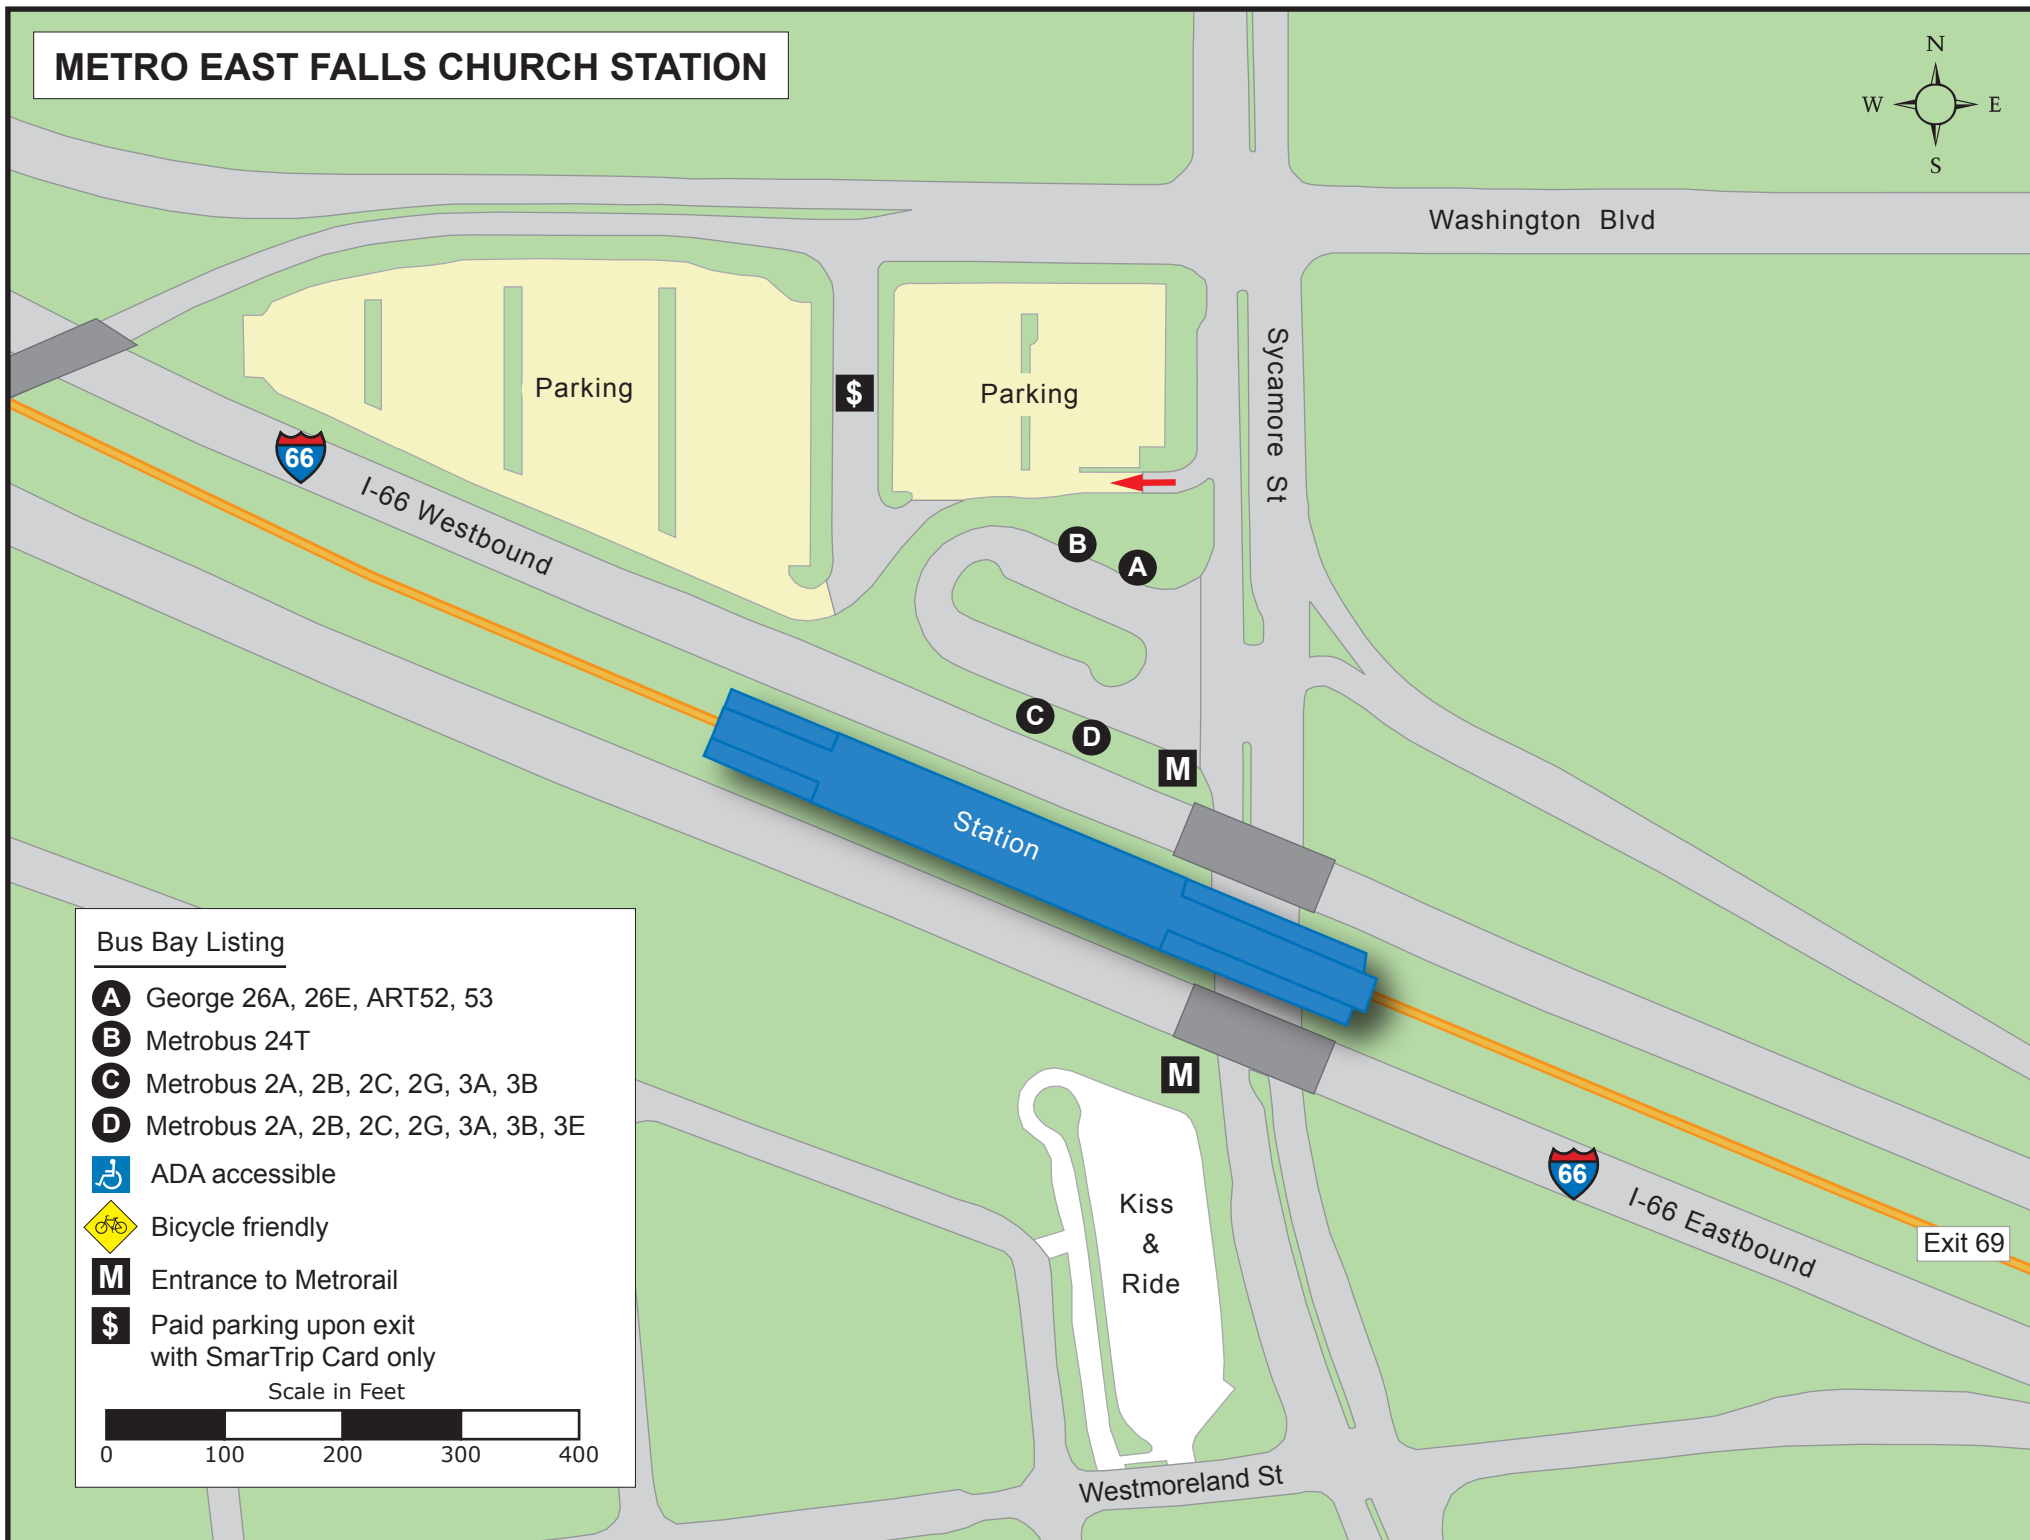 METRO EAST FALLS CHURCH STATION
N
W
E
S
Washington Blvd
Sycamore St
Parking
$
Parking
66
I-66 Westbound
B
A
C
D
M
Station
M
Kiss
&
Ride
66
I-66 Eastbound
Exit 69
Westmoreland St
Bus Bay Listing
A George 26A, 26E, ART52, 53
B Metrobus 24T
C Metrobus 2A, 2B, 2C, 2G, 3A, 3B
D Metrobus 2A, 2B, 2C, 2G, 3A, 3B, 3E
ADA accessible
Bicycle friendly
M Entrance to Metrorail
$ Paid parking upon exit
with SmarTrip Card only
Scale in Feet
0 100 200 300 400